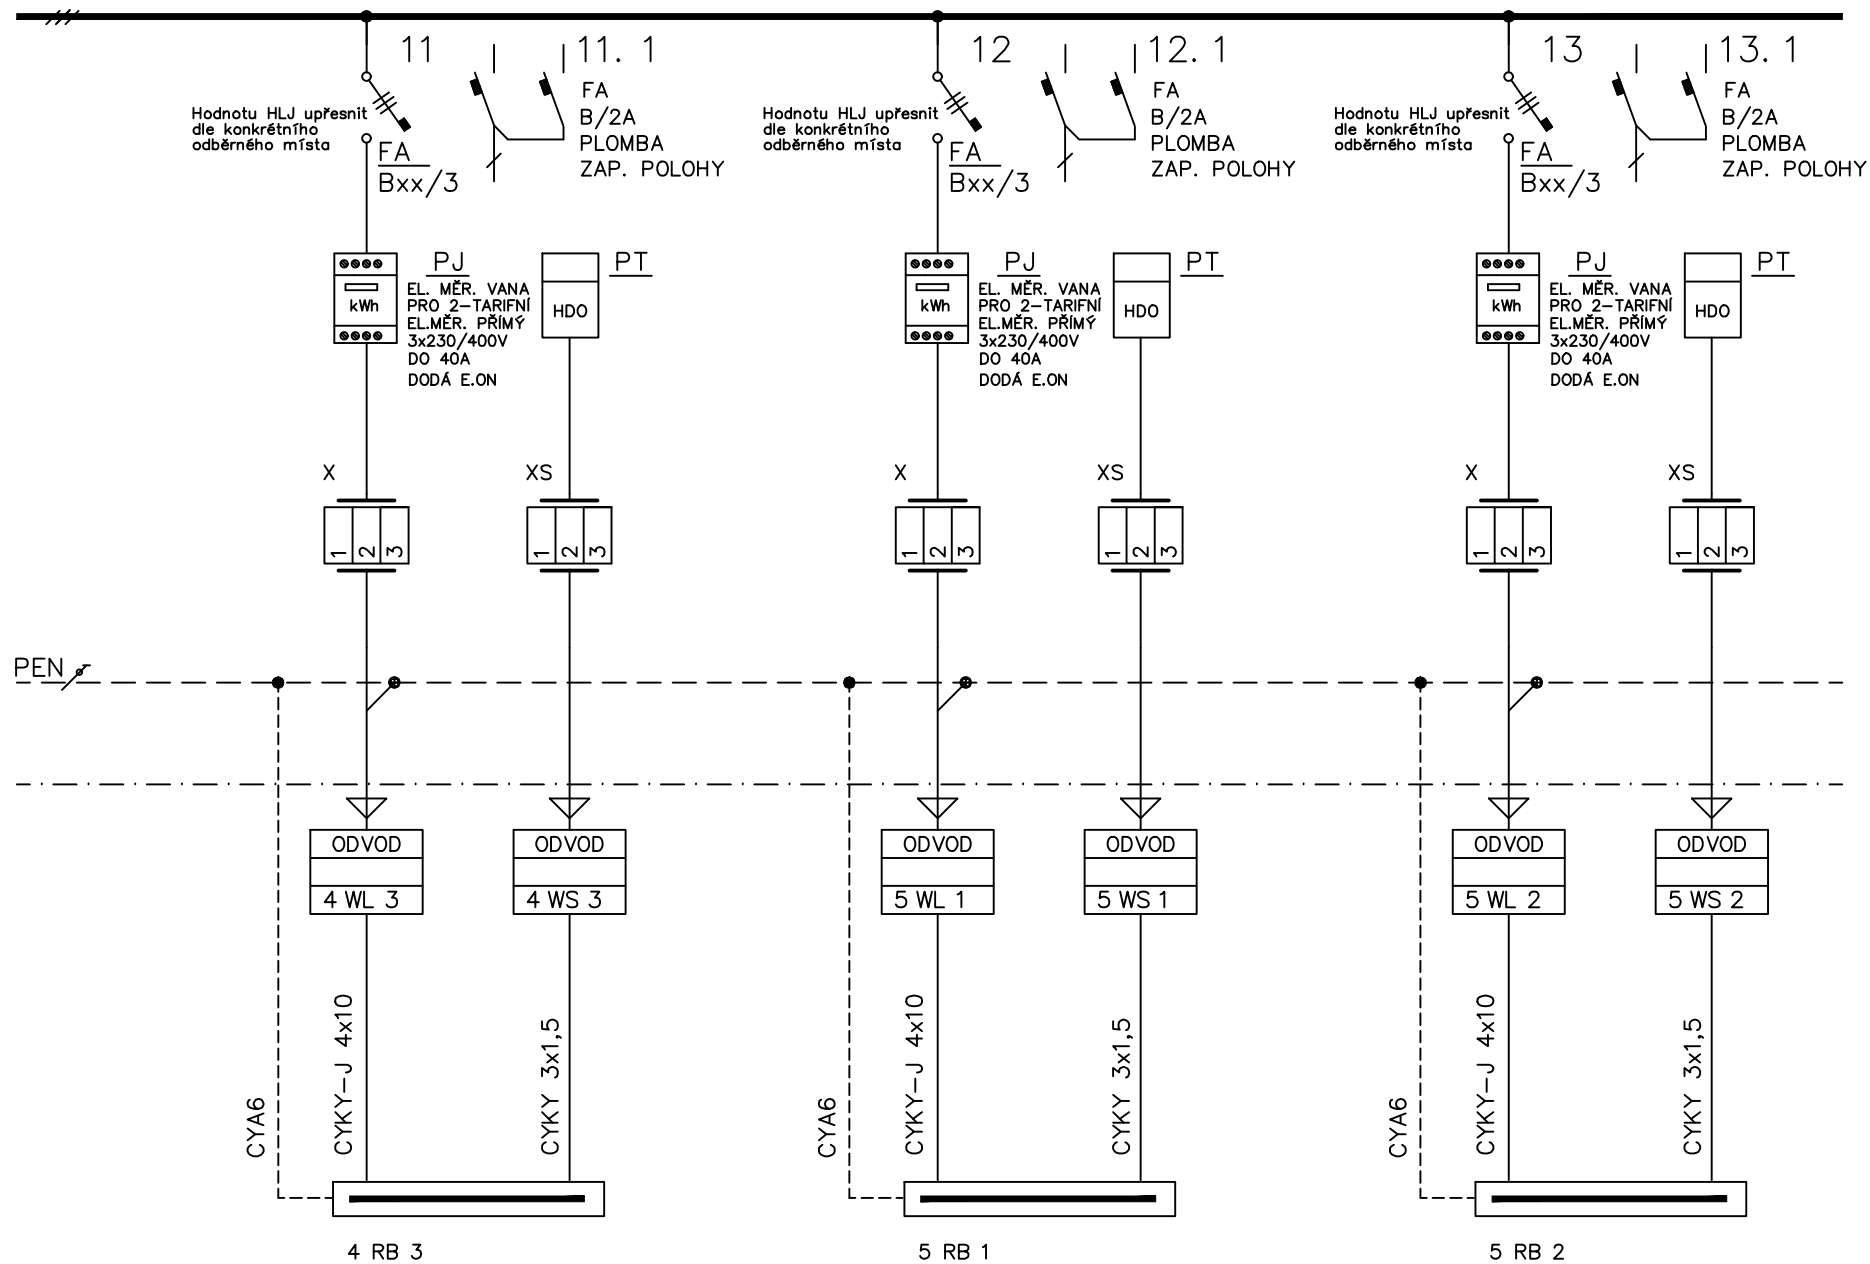 11
11. 1
FA
B/2A
PLOMBA
ZAP. POLOHY
Hodnotu HLJ upřesnit
dle konkrétního
odběrného místa
FA
Bxx/3
PJ
EL. MĚR. VANA
PRO 2-TARIFNÍ
EL.MĚR. PŘÍMÝ
3x230/400V
DO 40A
DODÁ E.ON
kWh
PT
HDO
X
1 2 3
XS
1 2 3
12
12. 1
FA
B/2A
PLOMBA
ZAP. POLOHY
Hodnotu HLJ upřesnit
dle konkrétního
odběrného místa
FA
Bxx/3
PJ
EL. MĚR. VANA
PRO 2-TARIFNÍ
EL.MĚR. PŘÍMÝ
3x230/400V
DO 40A
DODÁ E.ON
kWh
PT
HDO
X
1 2 3
XS
1 2 3
13
13. 1
FA
B/2A
PLOMBA
ZAP. POLOHY
Hodnotu HLJ upřesnit
dle konkrétního
odběrného místa
FA
Bxx/3
PJ
EL. MĚR. VANA
PRO 2-TARIFNÍ
EL.MĚR. PŘÍMÝ
3x230/400V
DO 40A
DODÁ E.ON
kWh
PT
HDO
X
1 2 3
XS
1 2 3
PEN
ODVOD
4 WL 3
ODVOD
4 WS 3
CYA6
CYKY-J 4x10
CYKY 3x1,5
4 RB 3
ODVOD
5 WL 1
ODVOD
5 WS 1
CYA6
CYKY-J 4x10
CYKY 3x1,5
5 RB 1
ODVOD
5 WL 2
ODVOD
5 WS 2
CYA6
CYKY-J 4x10
CYKY 3x1,5
5 RB 2